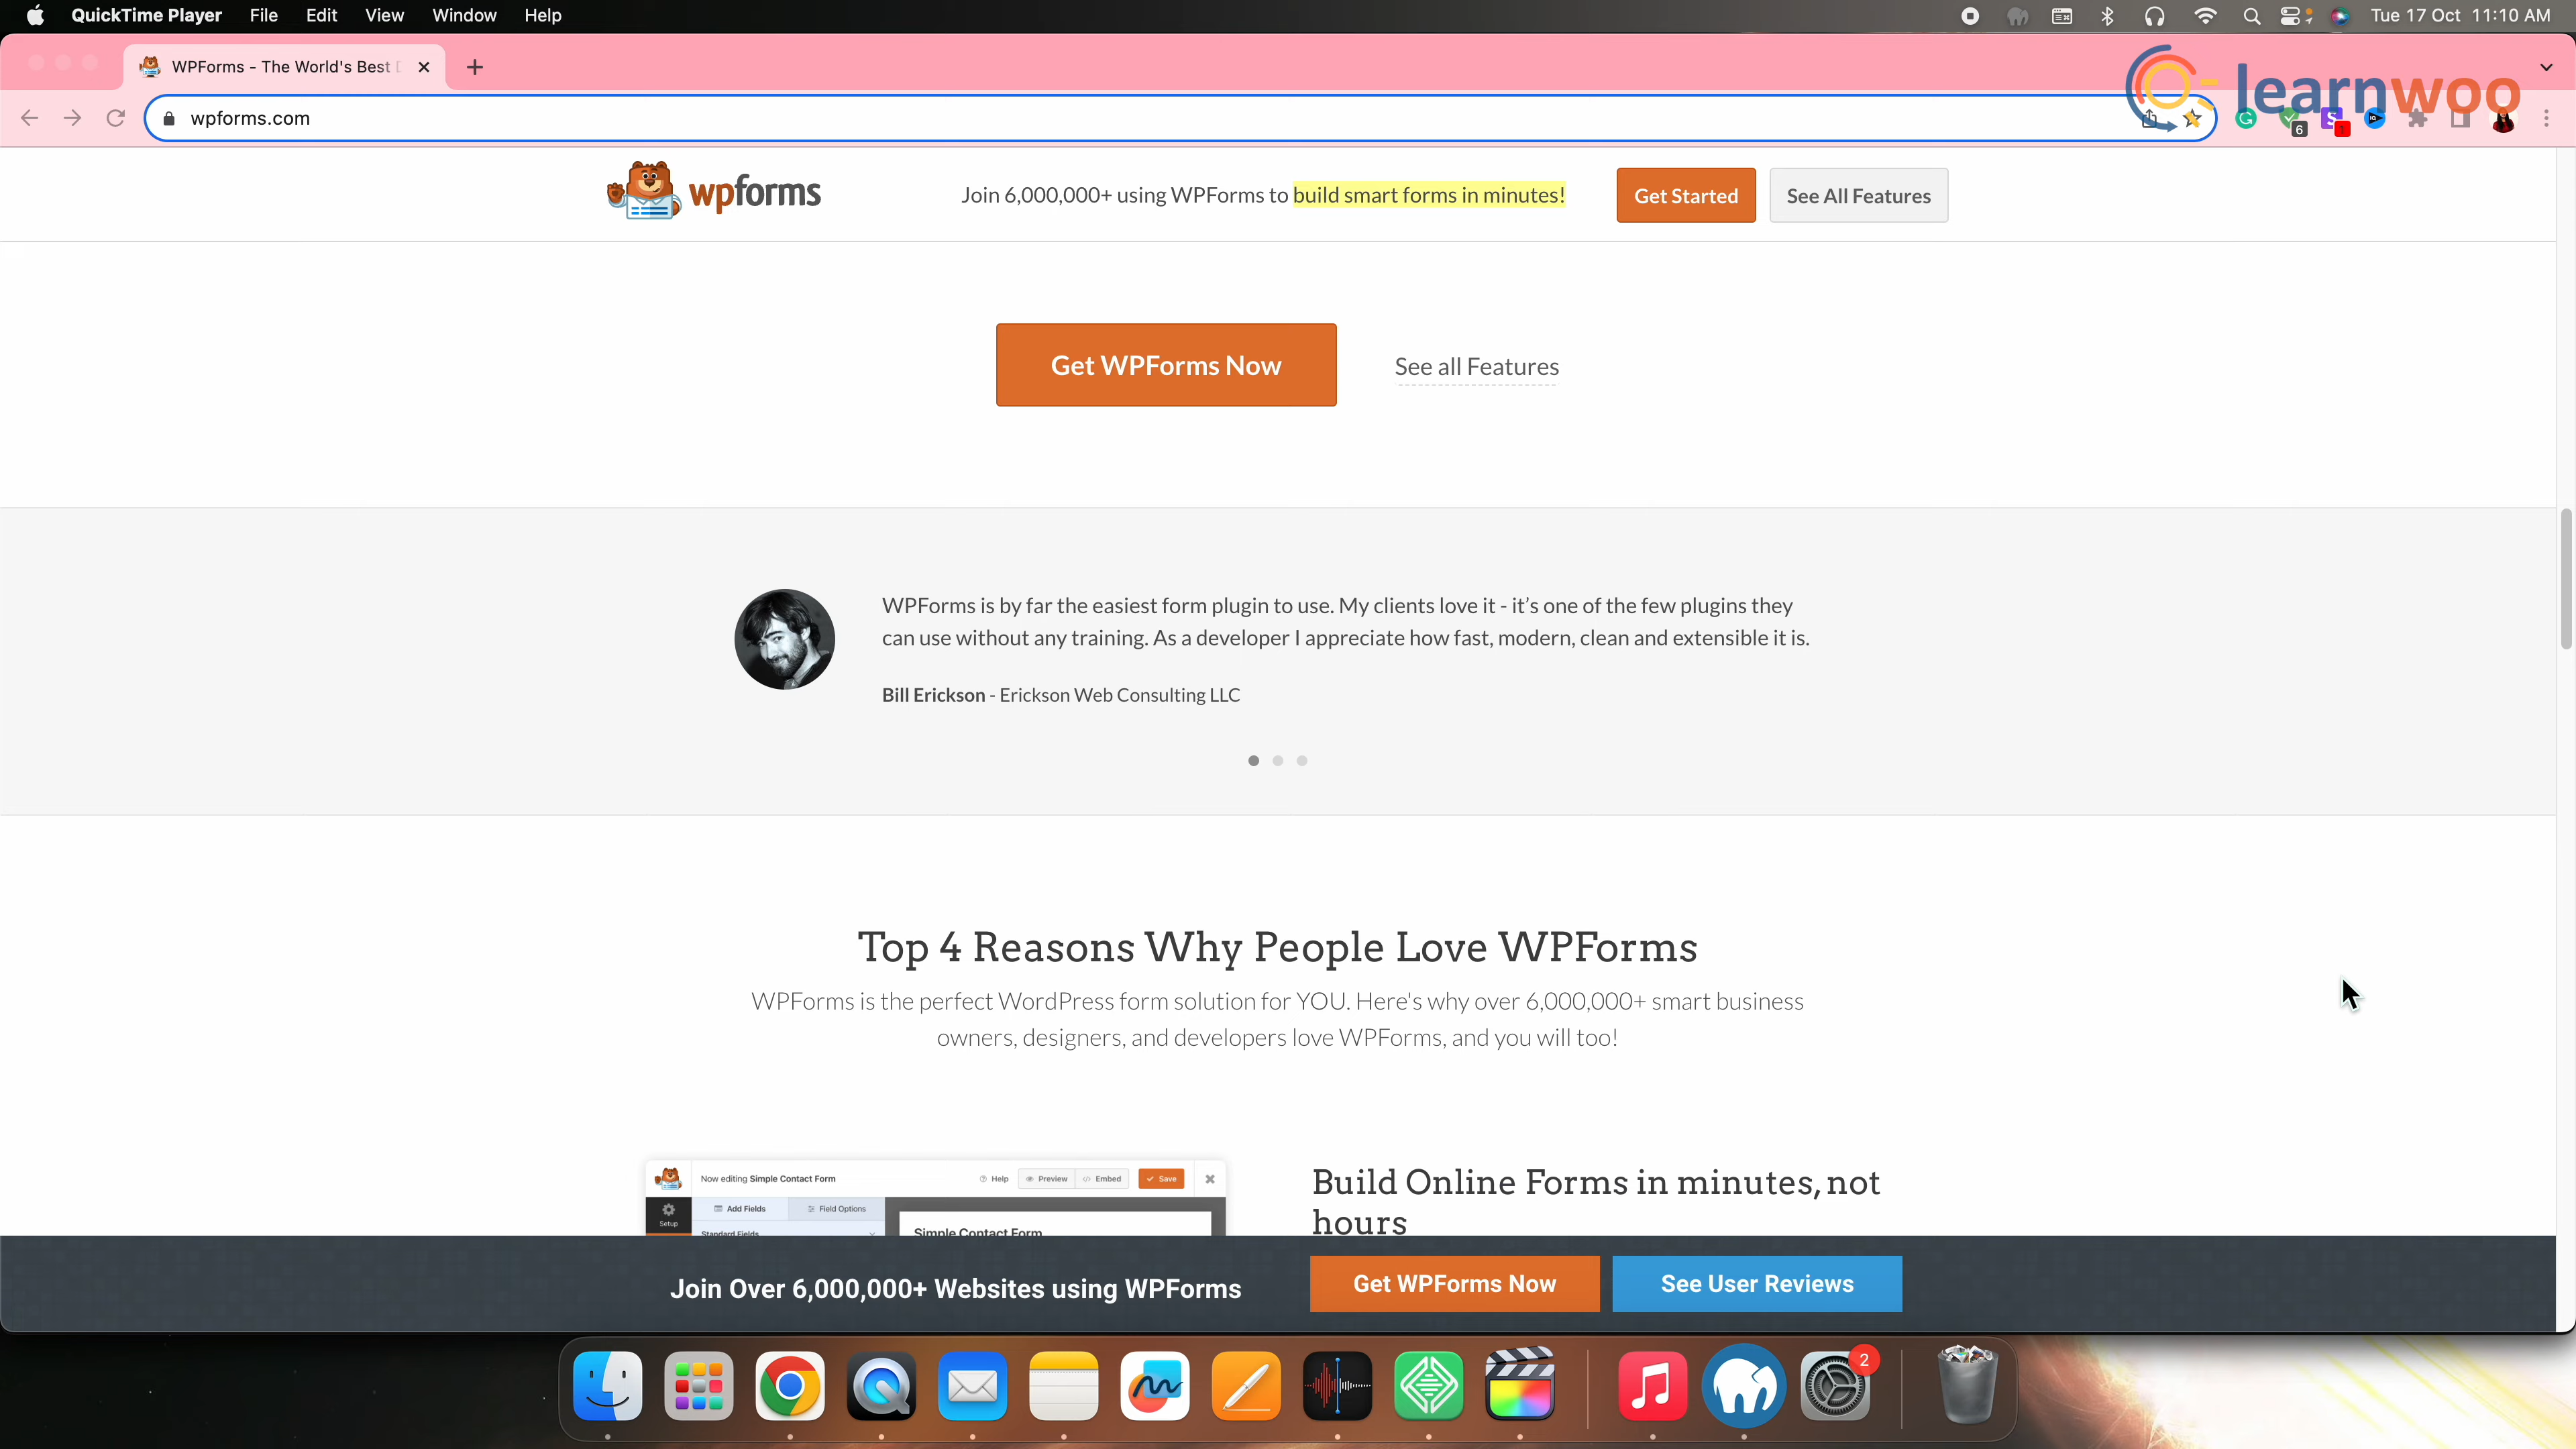 QuickTime Player File Edit View Window Help Tue 17 Oct 11:10 AM
WPForms - The World's Best
learnwoo
wpforms.com
6
wpforms
Join 6,000,000+ using WPForms to build smart forms in minutes!
Get Started
See All Features
Get WPForms Now
See all Features
WPForms is by far the easiest form plugin to use. My clients love it - it's one of the few plugins they
can use without any training. As a developer I appreciate how fast, modern, clean and extensible it is.
Bill Erickson - Erickson Web Consulting LLC
Top 4 Reasons Why People Love WPForms
WPForms is the perfect WordPress form solution for YOU. Here's why over 6,000,000+ smart business
owners, designers, and developers love WPForms, and you will too!
Now editing Simple Contact Form
Help
Preview
Embed
Save
Setup
Add Fields
Field Options
Standard Fields
Simple Contact Form
Build Online Forms in minutes, not
hours
Join Over 6,000,000+ Websites using WPForms
Get WPForms Now
See User Reviews
2